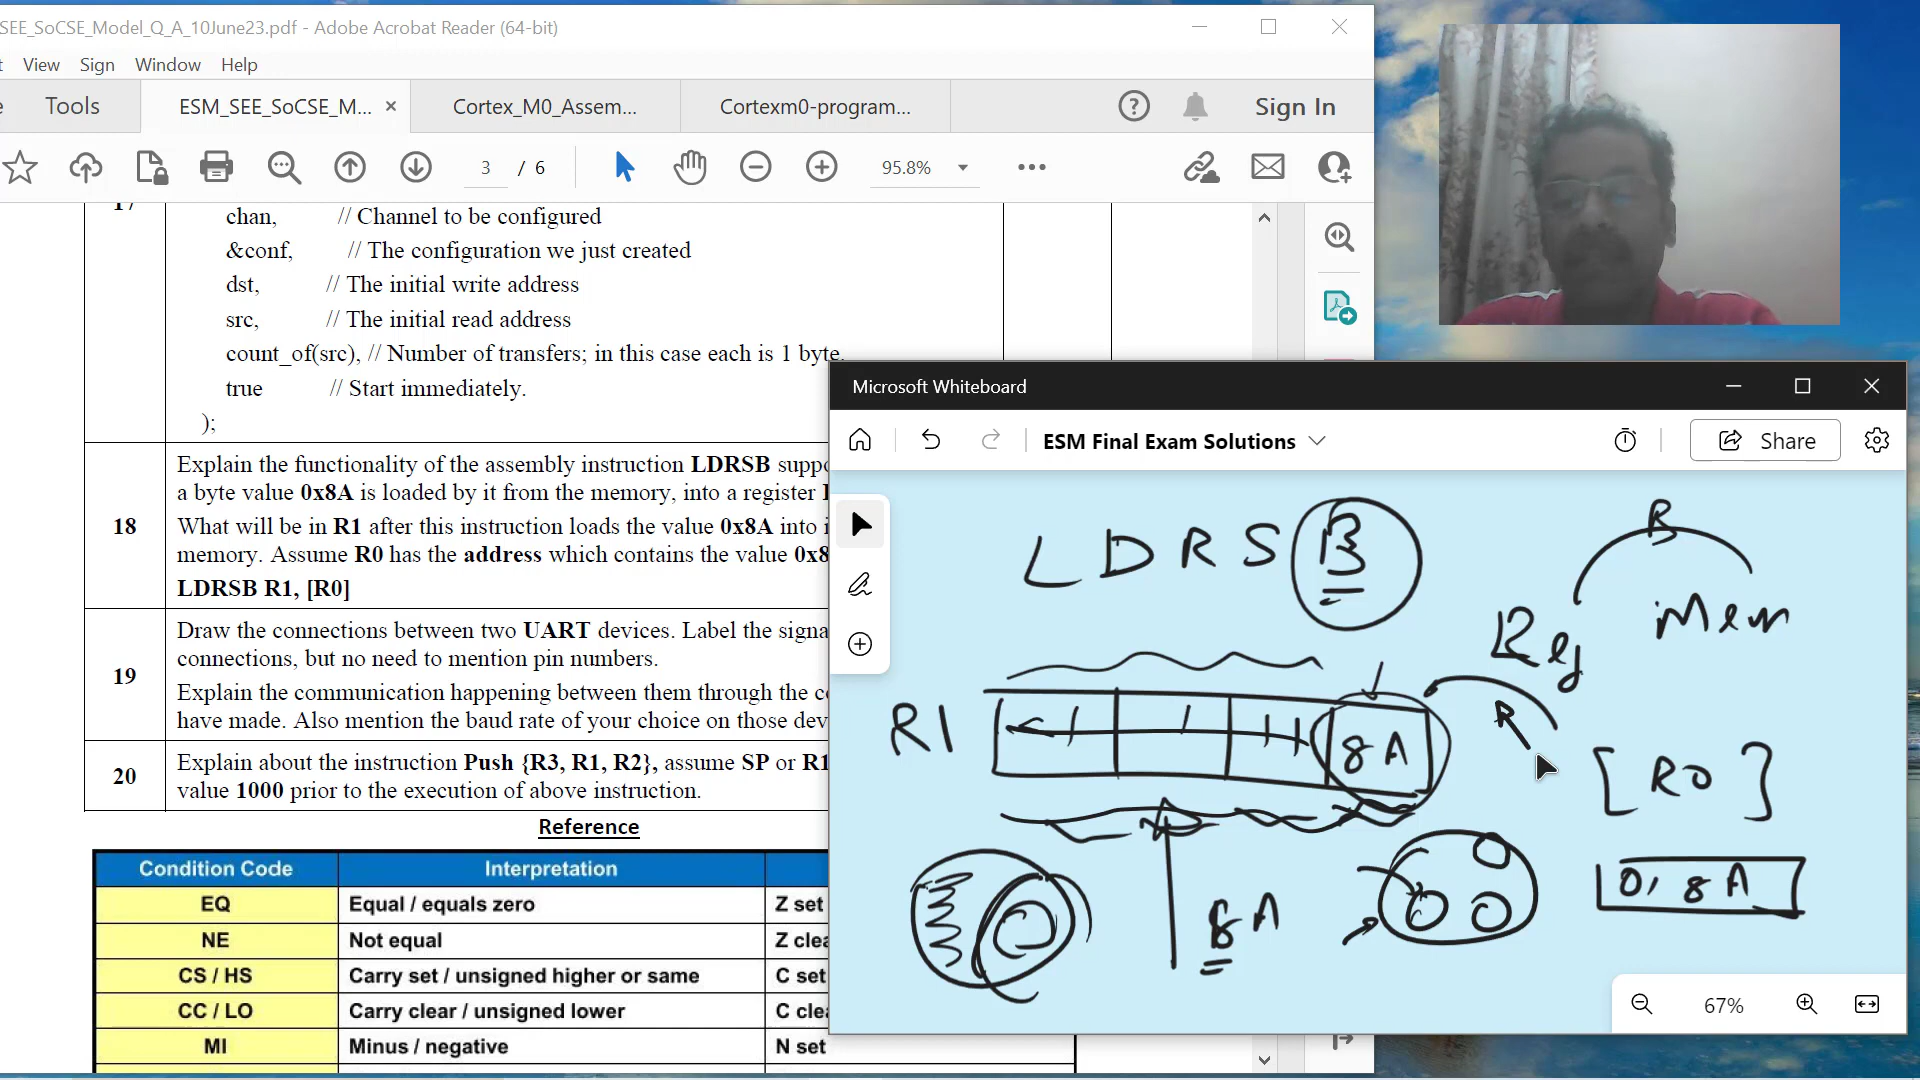 SEE_SoCSE_Model_Q_A_10June23.pdf - Adobe Acrobat Reader (64-bit)
View Sign Window Help
Tools
ESM_SEE_SoCSE_M... ×
Cortex_M0_Assem...
Cortexm0-program...
Sign In
3 / 6
95.8%
17
chan, // Channel to be configured
&conf, // The configuration we just created
dst, // The initial write address
src, // The initial read address
count_of(src), // Number of transfers; in this case each is 1 byte.
true // Start immediately.
);
18
Explain the functionality of the assembly instruction LDRSB
a byte value 0x8A is loaded by it from the memory, into a register
What will be in R1 after this instruction loads the value 0x8A into
memory. Assume R0 has the address which contains the value
LDRSB R1, [R0]
19
Draw the connections between two UART devices. Label the
connections, but no need to mention pin numbers.
Explain the communication happening between them through the
have made. Also mention the baud rate of your choice on those
20
Explain about the instruction Push {R3, R1, R2}, assume SP or
value 1000 prior to the execution of above instruction.
Reference
Condition Code Interpretation
EQ Equal / equals zero Z set
NE Not equal Z
CS / HS Carry set / unsigned higher or same C set
CC / LO Carry clear / unsigned lower C
MI Minus / negative N set
Microsoft Whiteboard
ESM Final Exam Solutions
Share
LDRSB
B
Reg
Mem
R1
8A
[R0]
8A
67%